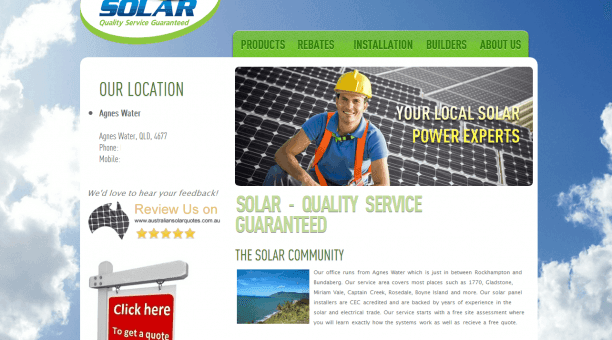 SOLAR
Quality Service Guaranteed
PRODUCTS REBATES INSTALLATION BUILDERS ABOUT US
OUR LOCATION
Agnes Water
Agnes Water, QLD, 4677
Phone:
Mobile:
We'd love to hear your feedback!
Review Us on
www.australiansolarquotes.com.au
Click here
To get a quote
YOUR LOCAL SOLAR
POWER EXPERTS
SOLAR - QUALITY SERVICE
GUARANTEED
THE SOLAR COMMUNITY
Our office runs from Agnes Water which is just in between Rockhampton and
Bundaberg. Our service area covers most places such as 1770, Gladstone,
Miriam Vale, Captain Creek, Rosedale, Boyne Island and more. Our solar panel
installers are CEC acredited and are backed by years of experience in the
solar and electrical trade. Our service starts with a free site assessment where
you will learn exactly how the systems work as well as recieve a free quote.